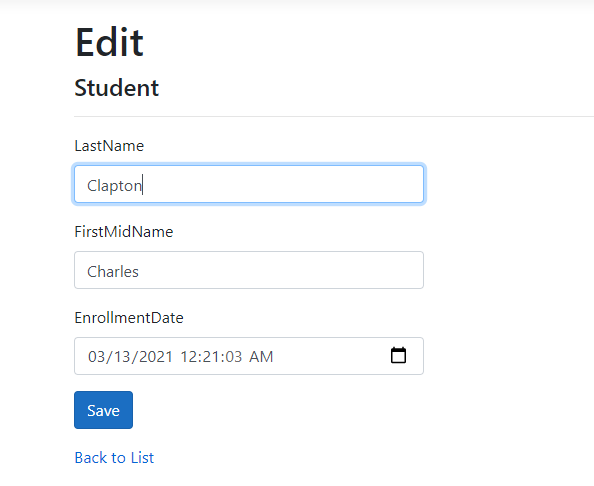 Edit
Student
LastName
Clapton
FirstMidName
Charles
EnrollmentDate
03/13/2021 12:21:03 AM
Save
Back to List